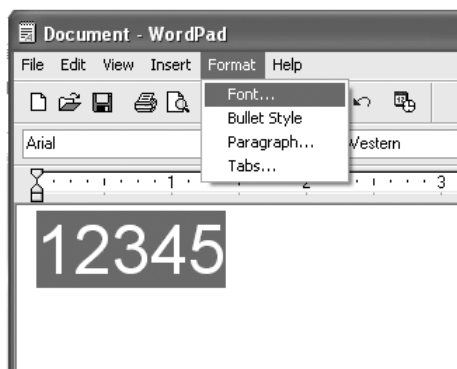 Document - WordPad
File Edit View Insert Format Help
Font...
Bullet Style
Paragraph...
Tabs...
Arial
Western
1 2 3
12345